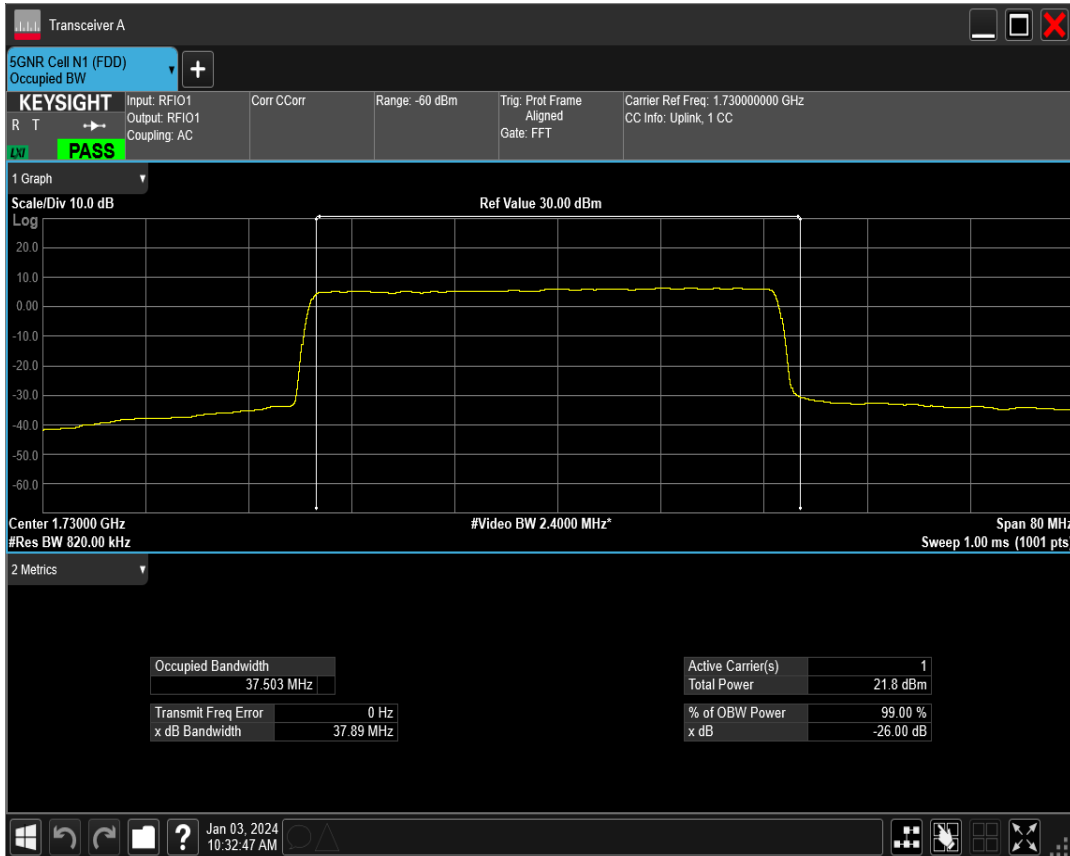 Transceiver A
5GNR Cell N1 (FDD)
Occupied BW
+
KEYSIGHT
R T
LXI
PASS
Input: RFIO1
Output: RFIO1
Coupling: AC
Corr CCorr
Range: -60 dBm
Trig: Prot Frame
Aligned
Gate: FFT
Carrier Ref Freq: 1.730000000 GHz
CC Info: Uplink, 1 CC
1 Graph
Scale/Div 10.0 dB
Ref Value 30.00 dBm
Log
20.0
10.0
0.00
-10.0
-20.0
-30.0
-40.0
-50.0
-60.0
Center 1.73000 GHz
#Video BW 2.4000 MHz*
Span 80 MHz
#Res BW 820.00 kHz
Sweep 1.00 ms (1001 pts)
2 Metrics
Occupied Bandwidth
37.503 MHz
Transmit Freq Error 0 Hz
x dB Bandwidth 37.89 MHz
Active Carrier(s) 1
Total Power 21.8 dBm
% of OBW Power 99.00 %
x dB -26.00 dB
?
Jan 03, 2024
10:32:47 AM